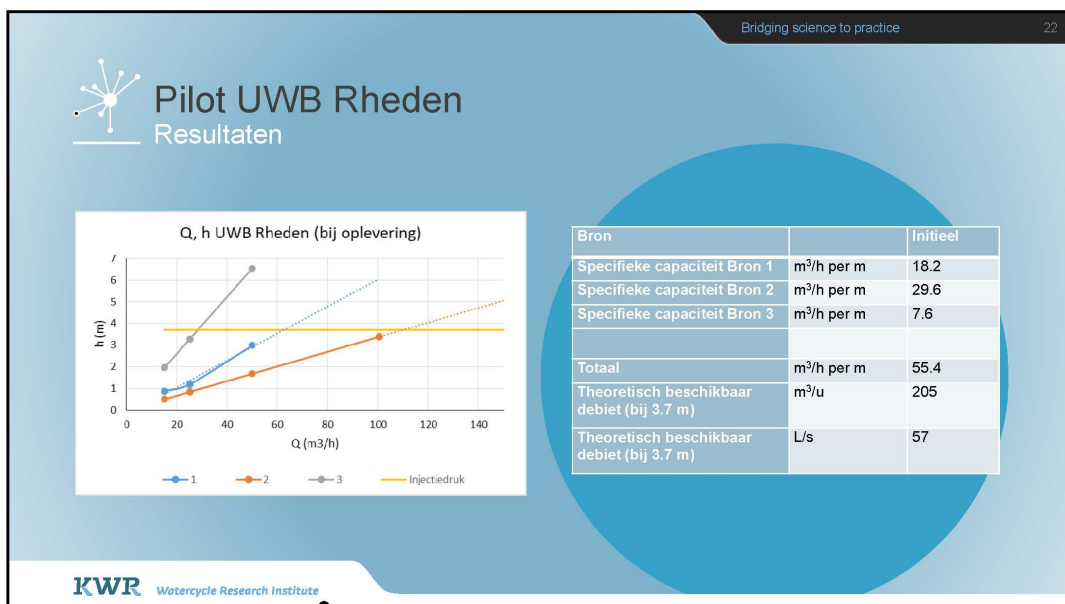 Bridging science to practice 22
Pilot UWB Rheden
Resultaten
Q, h UWB Rheden (bij oplevering)
7
6
5
4
3
2
1
0
h (m)
0 20 40 60 80 100 120 140
Q (m3/h)
1 2 3 Injectiedruk
Bron Initieel
Specifieke capaciteit Bron 1 m³/h per m 18.2
Specifieke capaciteit Bron 2 m³/h per m 29.6
Specifieke capaciteit Bron 3 m³/h per m 7.6
Totaal m³/h per m 55.4
Theoretisch beschikbaar m³/u 205
debiet (bij 3.7 m)
Theoretisch beschikbaar L/s 57
debiet (bij 3.7 m)
KWR Watercycle Research Institute